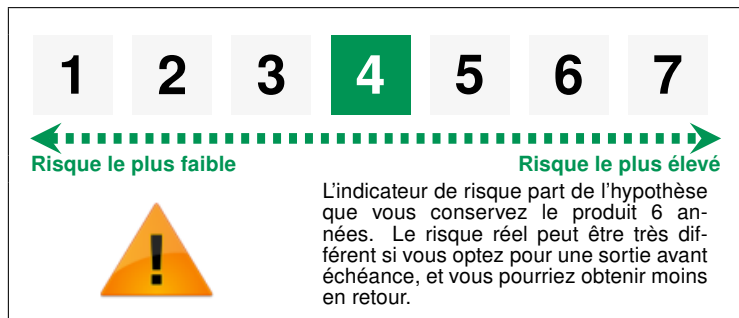 1 2 3 4 5 6 7
Risque le plus faible Risque le plus élevé
L'indicateur de risque part de l'hypothèse
que vous conservez le produit 6 an-
nées. Le risque réel peut être très dif-
férent si vous optez pour une sortie avant
échéance, et vous pourriez obtenir moins
en retour.